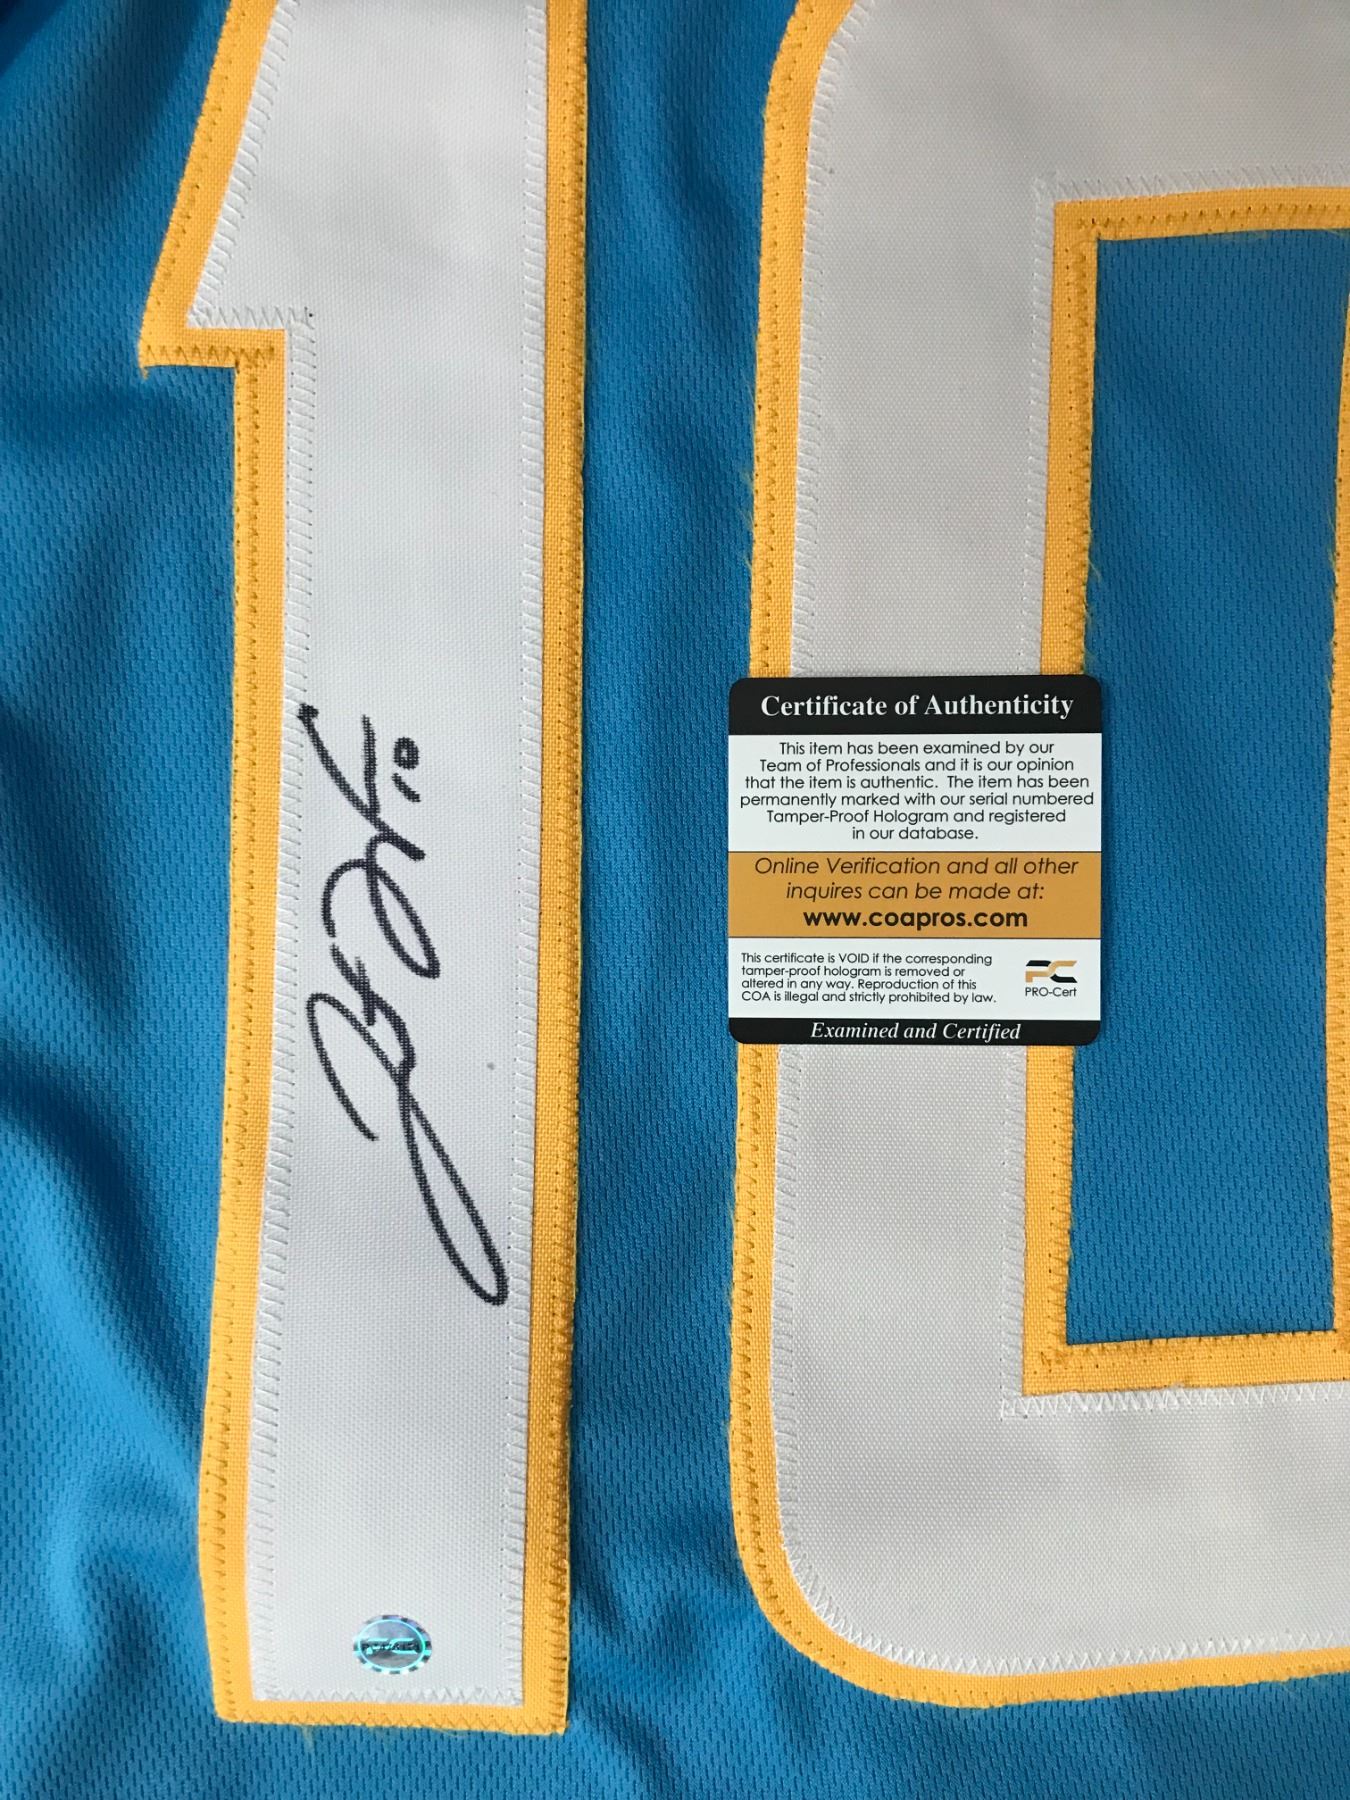 10
10
Certificate of Authenticity
This item has been examined by our
Team of Professionals and it is our opinion
that the item is authentic. The item has been
permanently marked with our serial numbered
Tamper-Proof Hologram and registered
in our database.
Online Verification and all other
inquires can be made at:
www.coapros.com
This certificate is VOID if the corresponding
tamper-proof hologram is removed or
altered in any way. Reproduction of this
COA is illegal and strictly prohibited by law.
PC
PRO-Cert
Examined and Certified